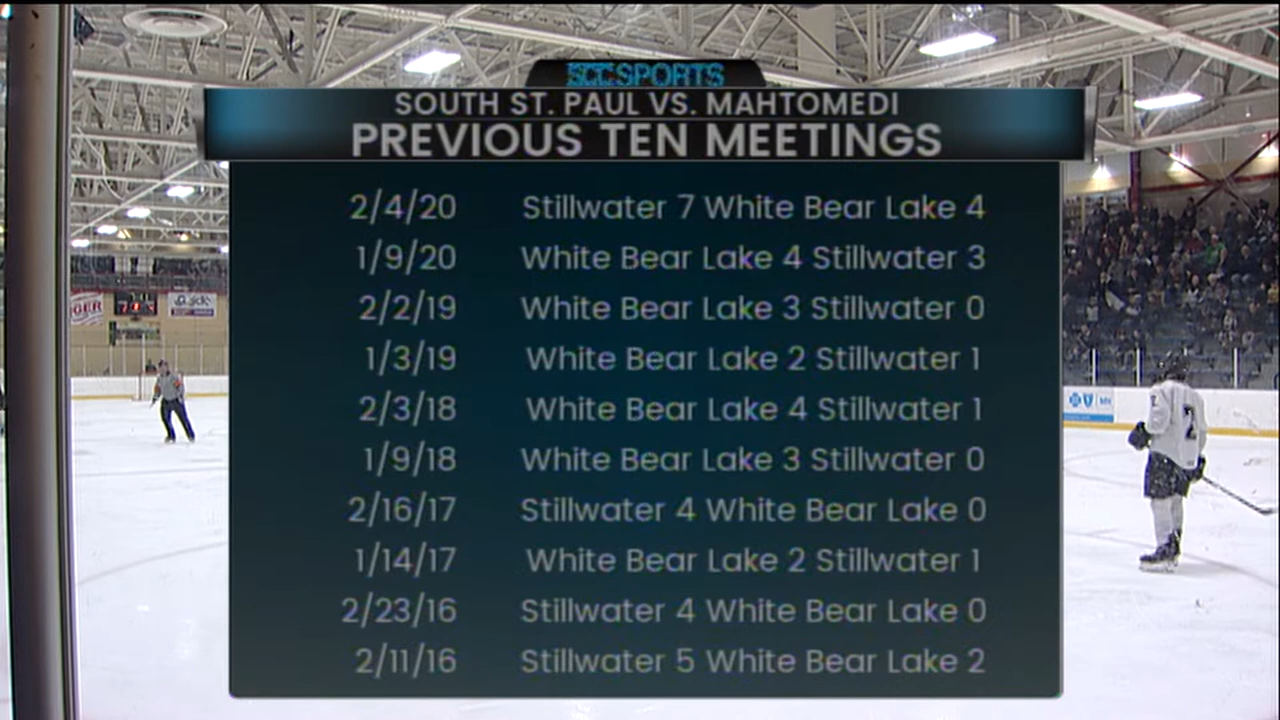 SCC SPORTS
SOUTH ST. PAUL VS. MAHTOMEDI
PREVIOUS TEN MEETINGS
2/4/20 Stillwater 7 White Bear Lake 4
1/9/20 White Bear Lake 4 Stillwater 3
2/2/19 White Bear Lake 3 Stillwater 0
1/3/19 White Bear Lake 2 Stillwater 1
2/3/18 White Bear Lake 4 Stillwater 1
1/9/18 White Bear Lake 3 Stillwater 0
2/16/17 Stillwater 4 White Bear Lake 0
1/14/17 White Bear Lake 2 Stillwater 1
2/23/16 Stillwater 4 White Bear Lake 0
2/11/16 Stillwater 5 White Bear Lake 2
2